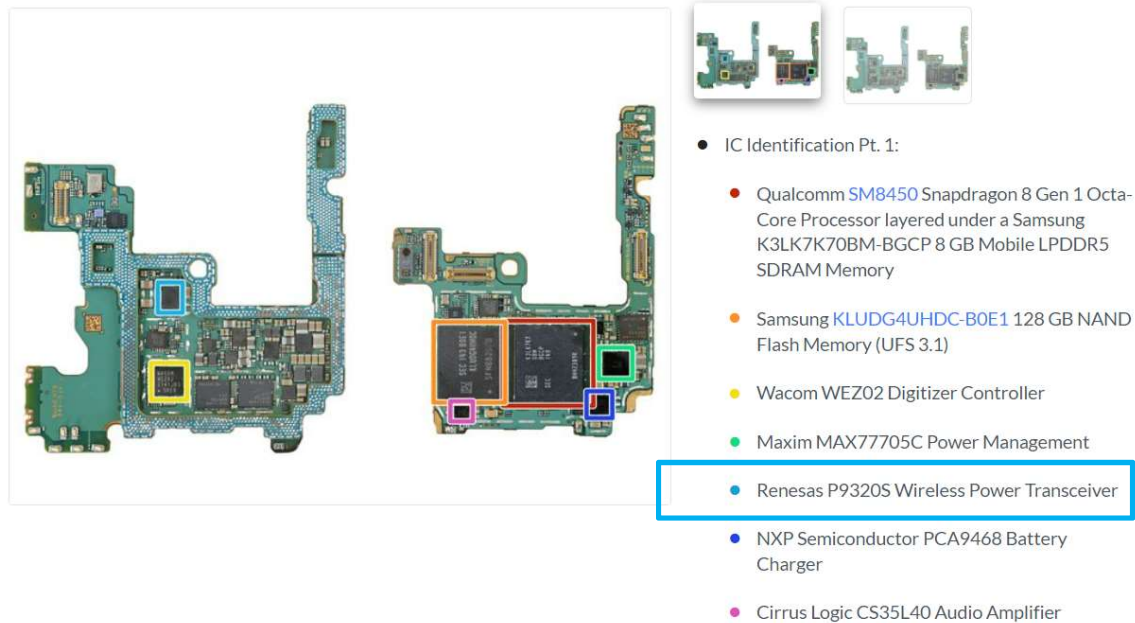 IC Identification Pt. 1:
Qualcomm SM8450 Snapdragon 8 Gen 1 Octa-
Core Processor layered under a Samsung
K3LK7K70BM-BGCP 8 GB Mobile LPDDR5
SDRAM Memory
Samsung KLUDG4UHDC-B0E1 128 GB NAND
Flash Memory (UFS 3.1)
Wacom WEZ02 Digitizer Controller
Maxim MAX77705C Power Management
Renesas P9320S Wireless Power Transceiver
NXP Semiconductor PCA9468 Battery
Charger
Cirrus Logic CS35L40 Audio Amplifier